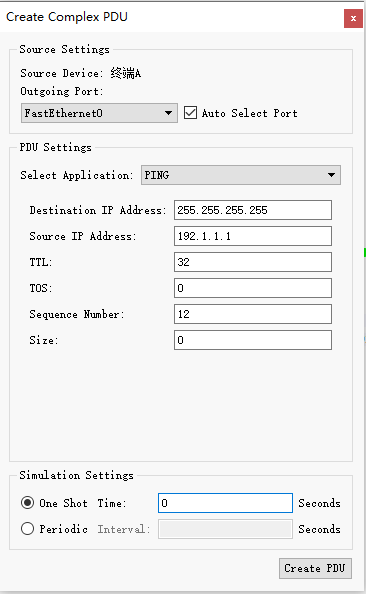 Create Complex PDU
x
Source Settings
Source Device: 终端A
Outgoing Port:
FastEthernet0 Auto Select Port
PDU Settings
Select Application: PING
Destination IP Address: 255.255.255.255
Source IP Address: 192.1.1.1
TTL: 32
TOS: 0
Sequence Number: 12
Size: 0
Simulation Settings
One Shot Time: 0 Seconds
Periodic Interval: Seconds
Create PDU